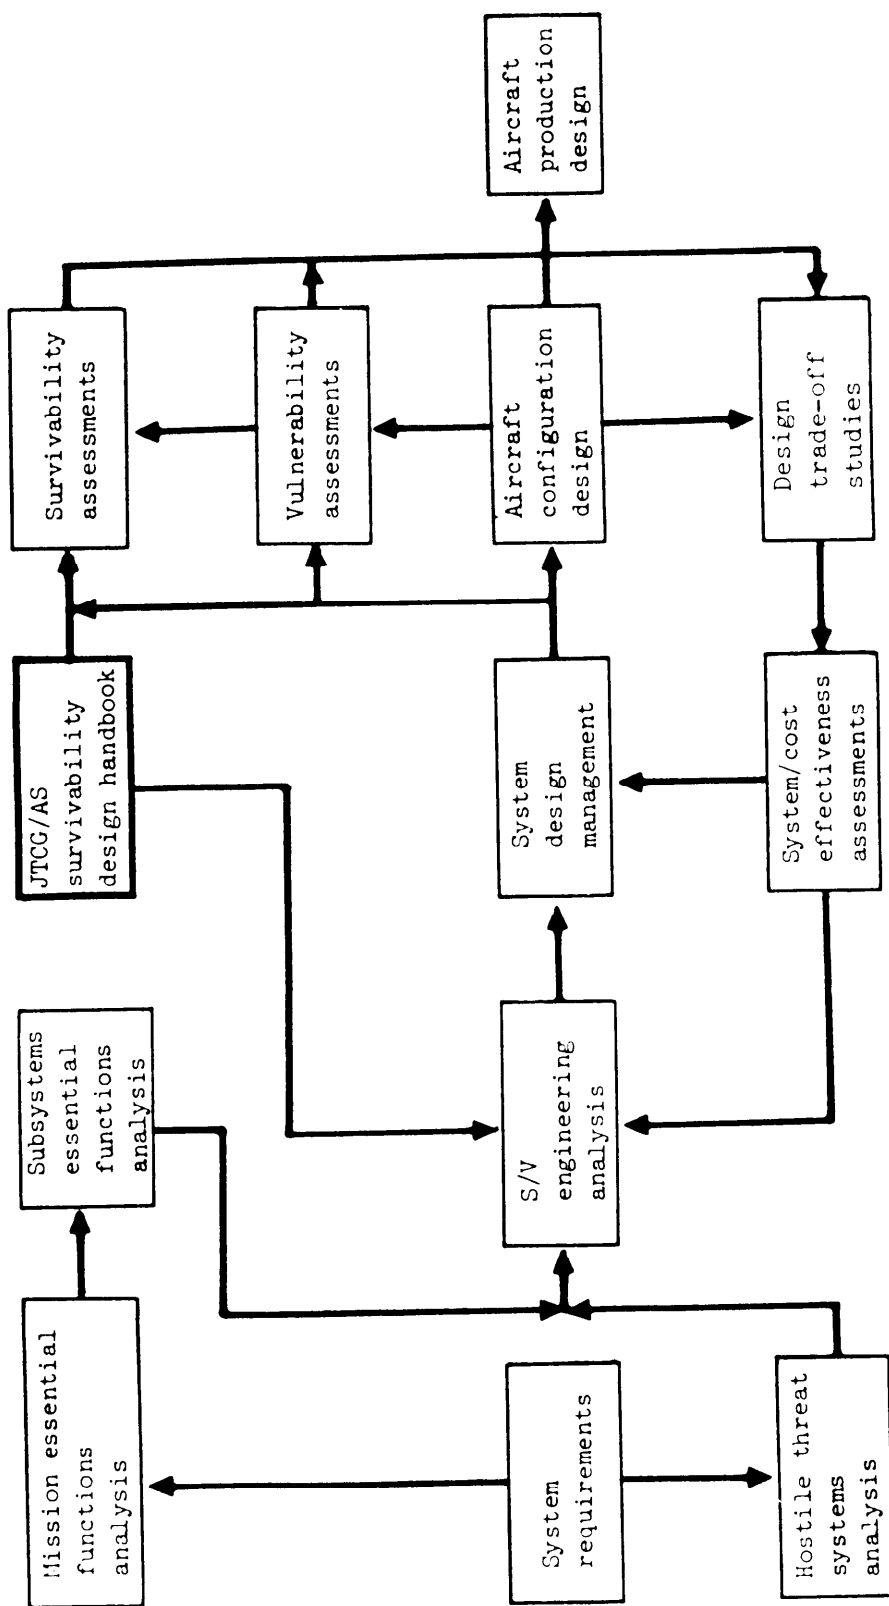 Mission essential
functions
analysis
Subsystems
essential
functions
analysis
JTCG/AS
survivability
design handbook
Survivability
assessments
Vulnerability
assessments
System
requirements
S/V
engineering
analysis
System
design
management
Aircraft
configuration
design
Aircraft
production
design
Hostile threat
systems
analysis
System/cost
effectiveness
assessments
Design
trade-off
studies